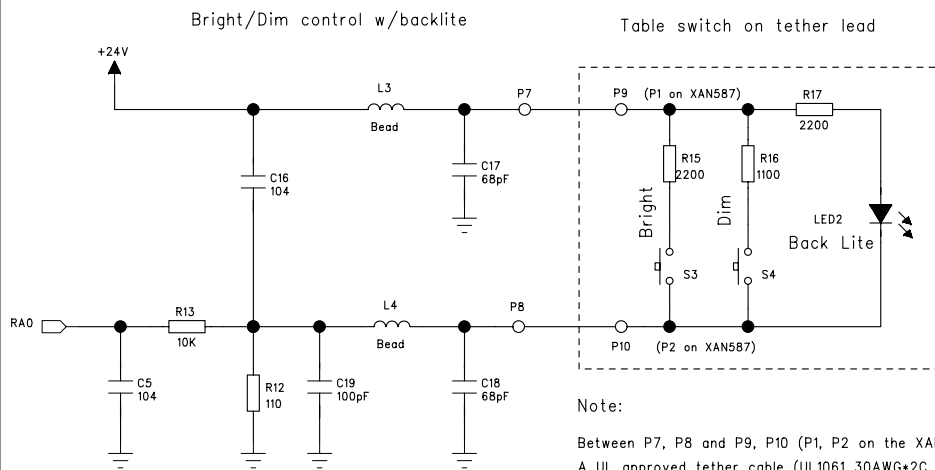 Bright/Dim control w/backlite
Table switch on tether lead
+24V
L3
Bead
P7
P9
(P1 on XAN587)
R17
2200
C16
104
C17
68pF
R15
2200
R16
1100
Bright
Dim
S3
S4
LED2
Back Lite
RA0
R13
10K
L4
Bead
P8
P10
(P2 on XAN587)
C5
104
R12
110
C19
100pF
C18
68pF
Note:
Between P7, P8 and P9, P10 (P1, P2 on the
A UL approved tether cable (UL1061 30AWG*2C